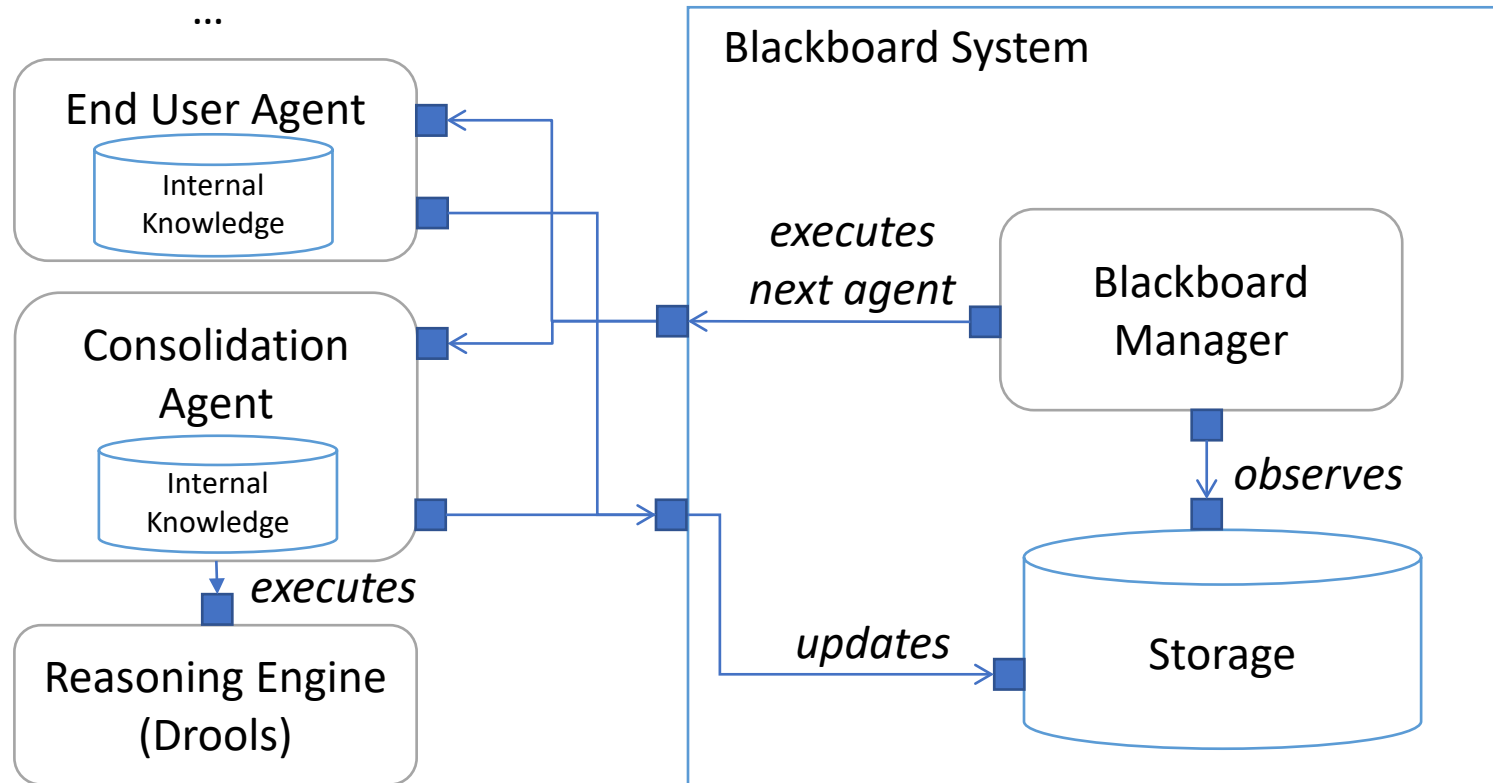 ...
End User Agent
Internal
Knowledge
Consolidation
Agent
Internal
Knowledge
executes
Reasoning Engine
(Drools)
Blackboard System
executes
next agent
Blackboard
Manager
observes
updates
Storage